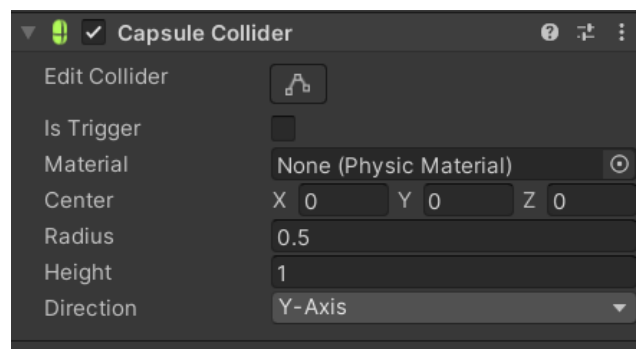 Capsule Collider
Edit Collider
Is Trigger
Material None (Physic Material)
Center X 0 Y 0 Z 0
Radius 0.5
Height 1
Direction Y-Axis